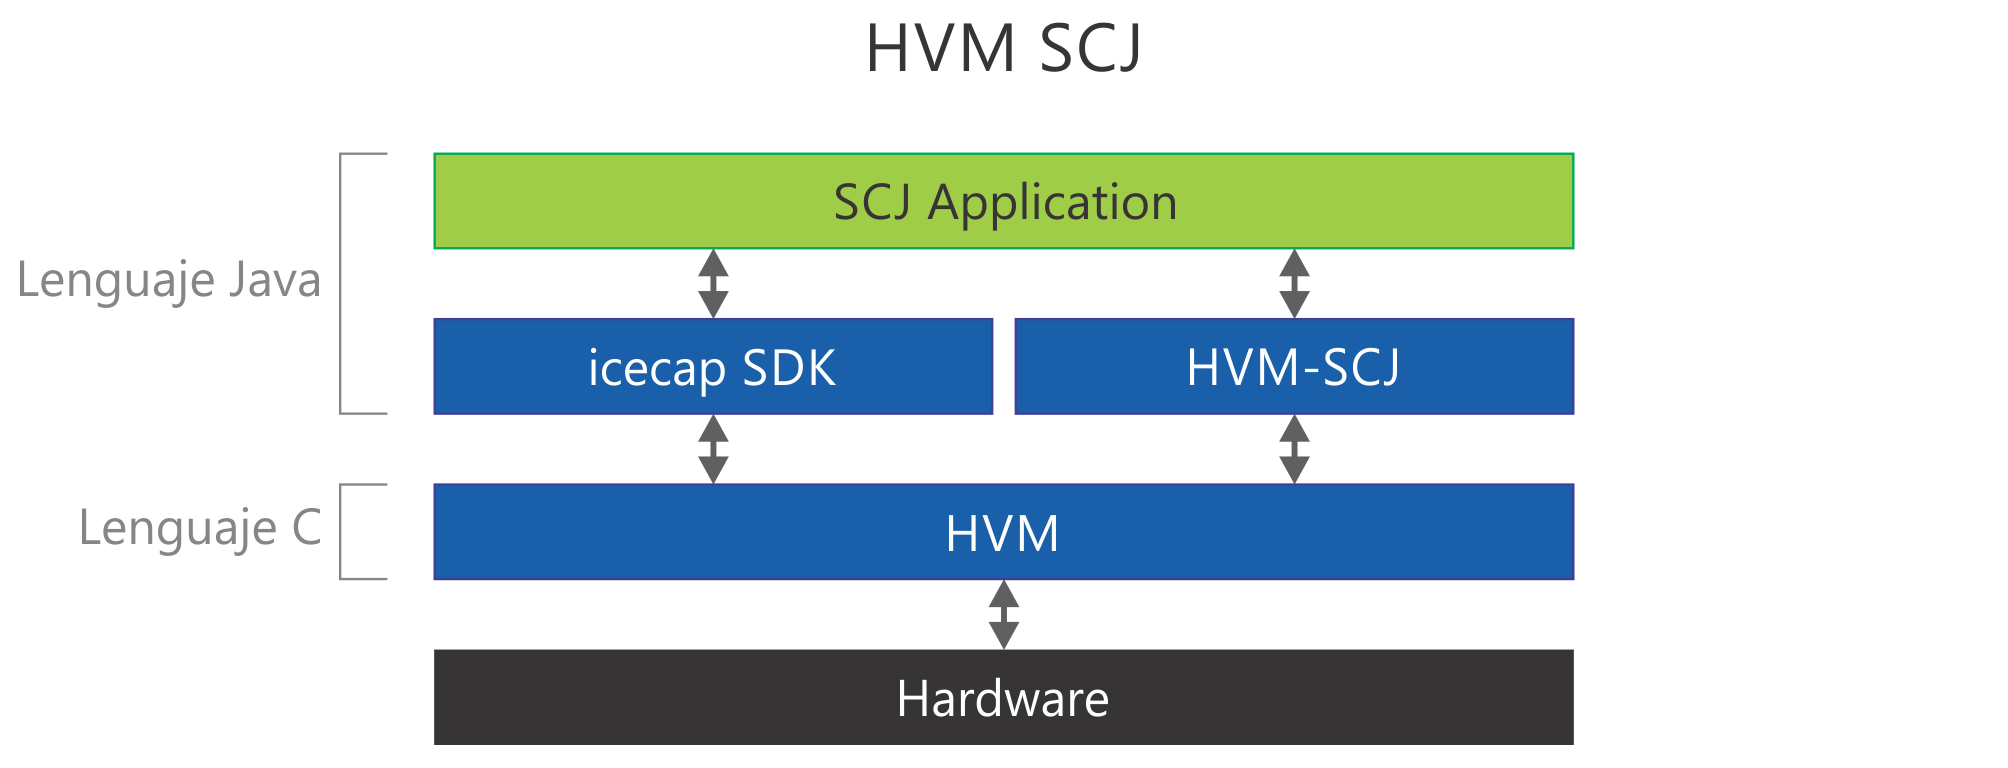 HVM SCJ
SCJ Application
Lenguaje Java
icecap SDK
HVM-SCJ
Lenguaje C
HVM
Hardware